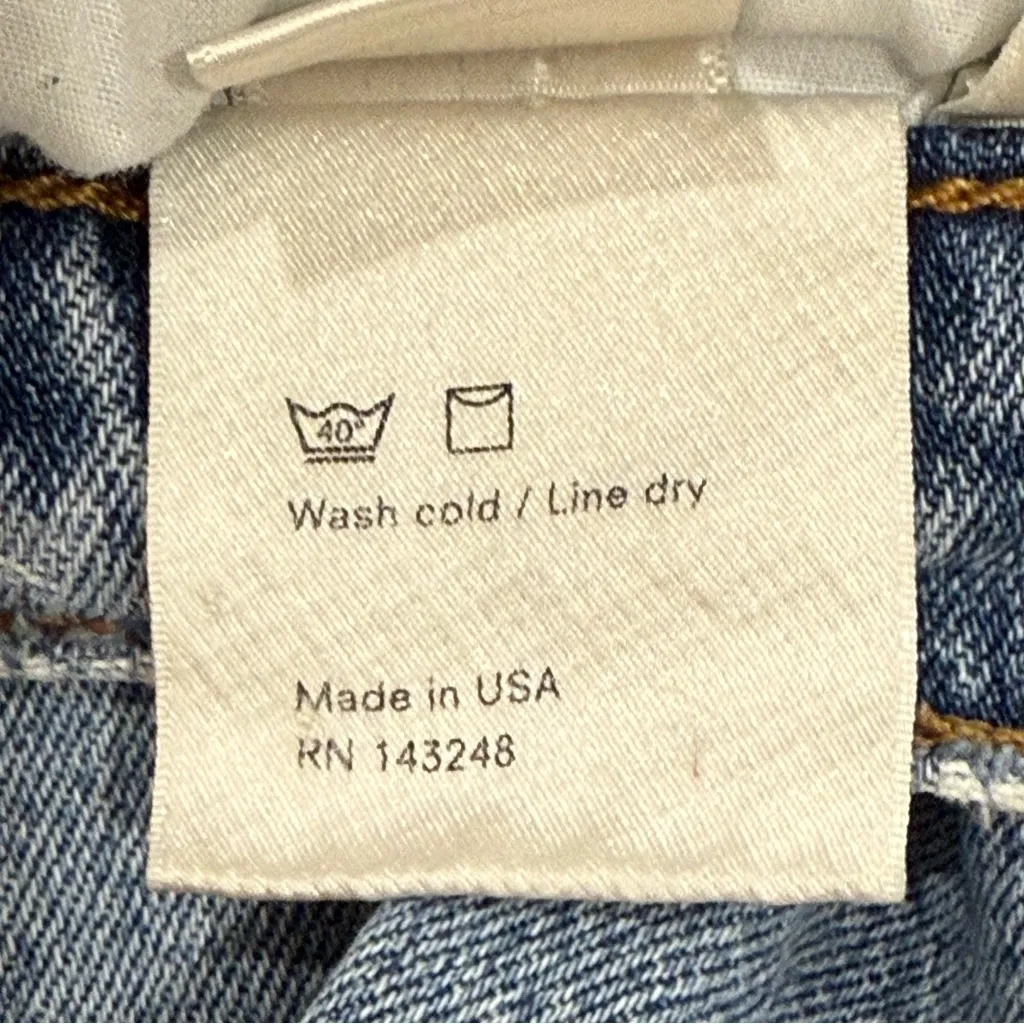 40°
Wash cold / Line dry
Made in USA
RN 143248